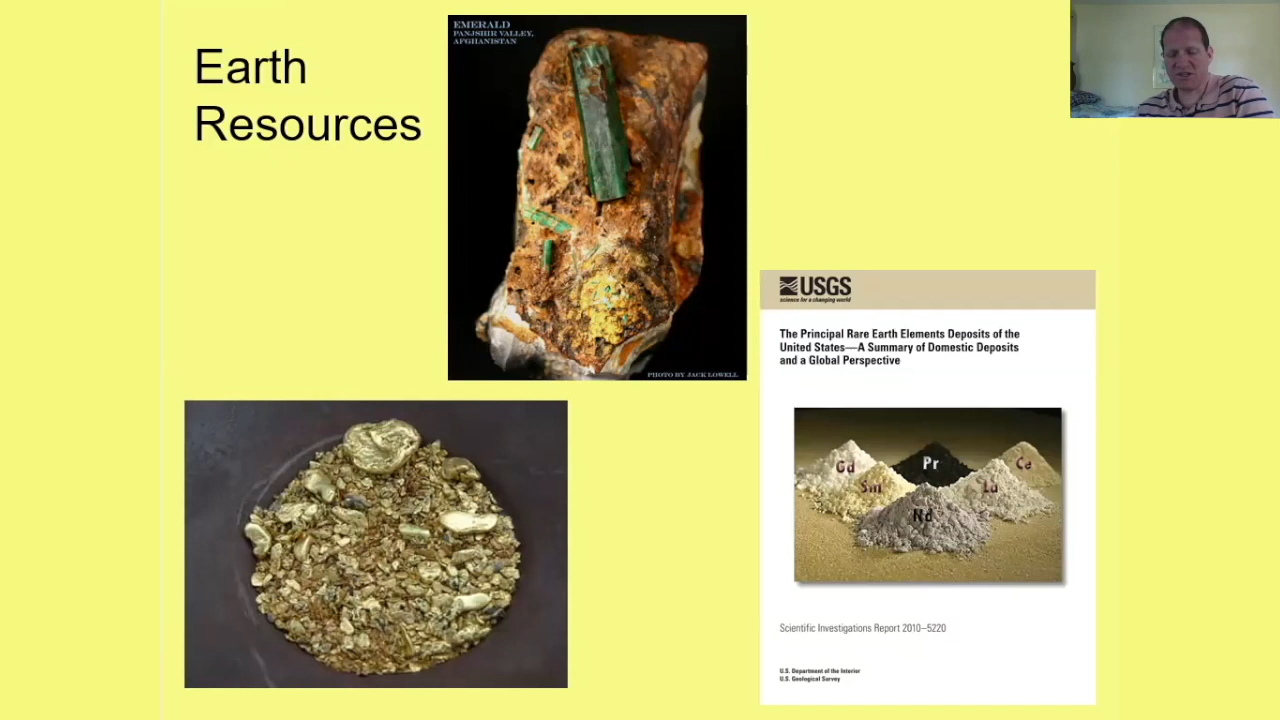 Earth
Resources
EMERALD
PANJSHIR VALLEY,
AFGHANISTAN
PHOTO BY JACK LOWELL
USGS
science for a changing world
The Principal Rare Earth Elements Deposits of the
United States—A Summary of Domestic Deposits
and a Global Perspective
Gd
Pr
Ce
Sm
La
Nd
Scientific Investigations Report 2010–5220
U.S. Department of the Interior
U.S. Geological Survey